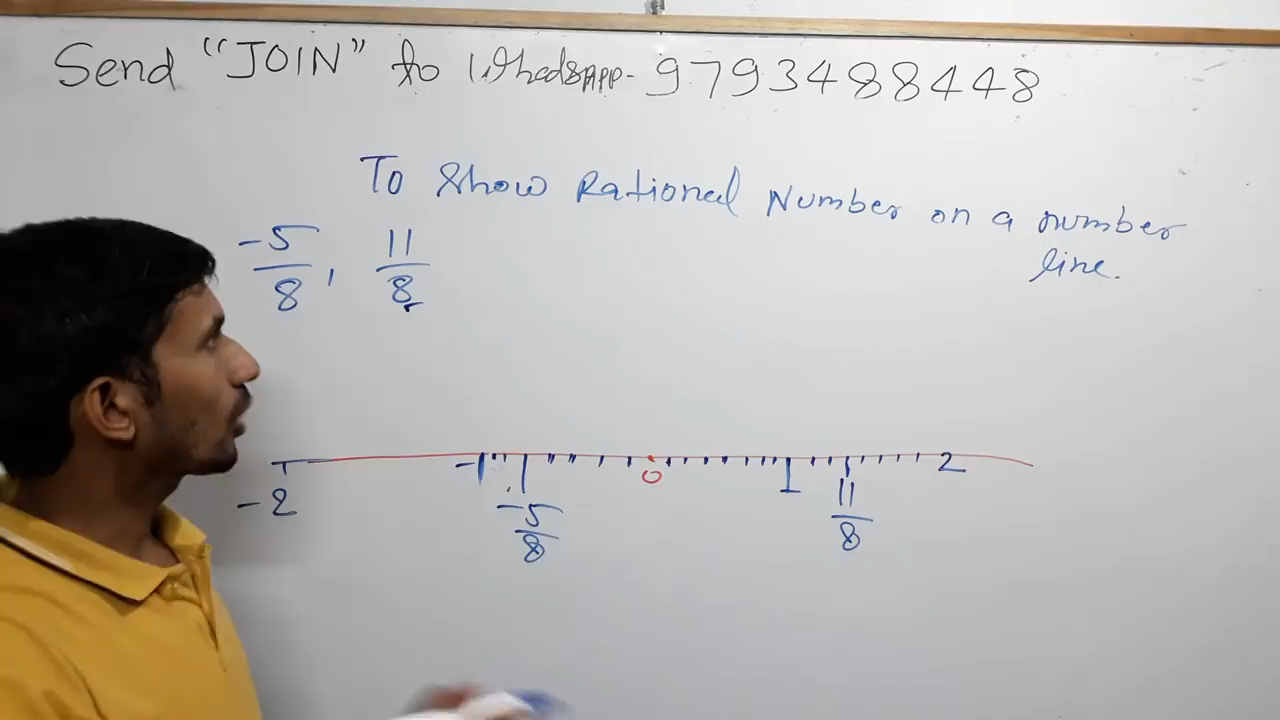 Send "JOIN" to WhatsAPP- 9793488448
To Show Rational Number on a number
line.
-5/8, 11/8
-2 -1 0 1 2
-5/8 11/8